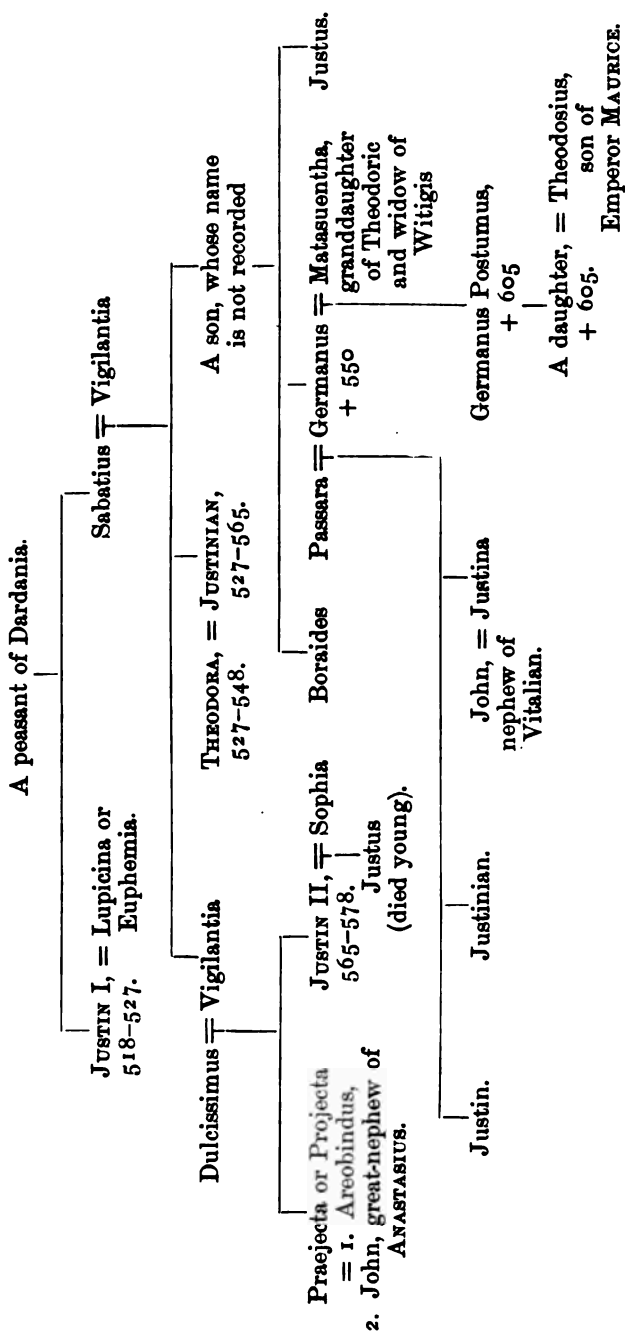 A peasant of Dardania.
JUSTIN I, = Lupicina or
518–527. Euphemia.
Sabatius = Vigilantia
Dulcissimus = Vigilantia
THEODORA, = JUSTINIAN,
527–548. 527–565.
A son, whose name
is not recorded
Praejecta or Projecta
= 1. Areobindus,
2. John, great-nephew of
ANASTASIUS.
JUSTIN II, = Sophia
565–578.
Justus
(died young).
Boraides
Passara = Germanus = Matasuentha,
+ 550 granddaughter
of Theodoric
and widow of
Witigis
Justus.
Justin.
Justinian.
John, = Justina
nephew of
Vitalian.
Germanus Postumus,
+ 605
A daughter, = Theodosius,
+ 605. son of
Emperor MAURICE.